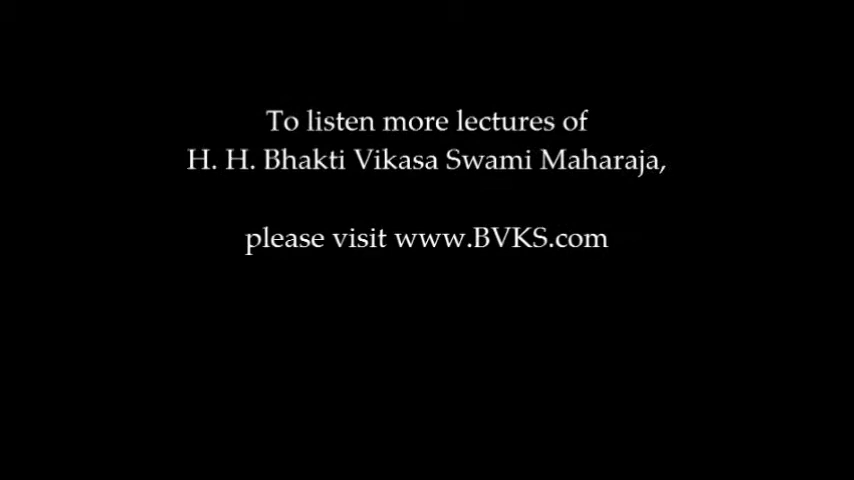 To listen more lectures of
H. H. Bhakti Vikasa Swami Maharaja,
please visit www.BVKS.com